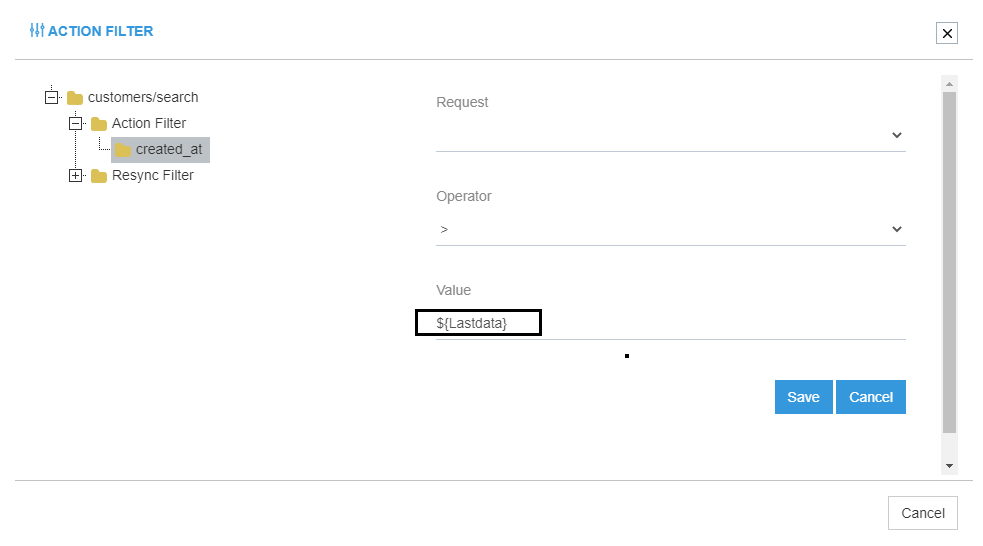 ACTION FILTER
customers/search
Action Filter
created_at
Resync Filter
Request
Operator
>
Value
${Lastdata}
Save
Cancel
Cancel